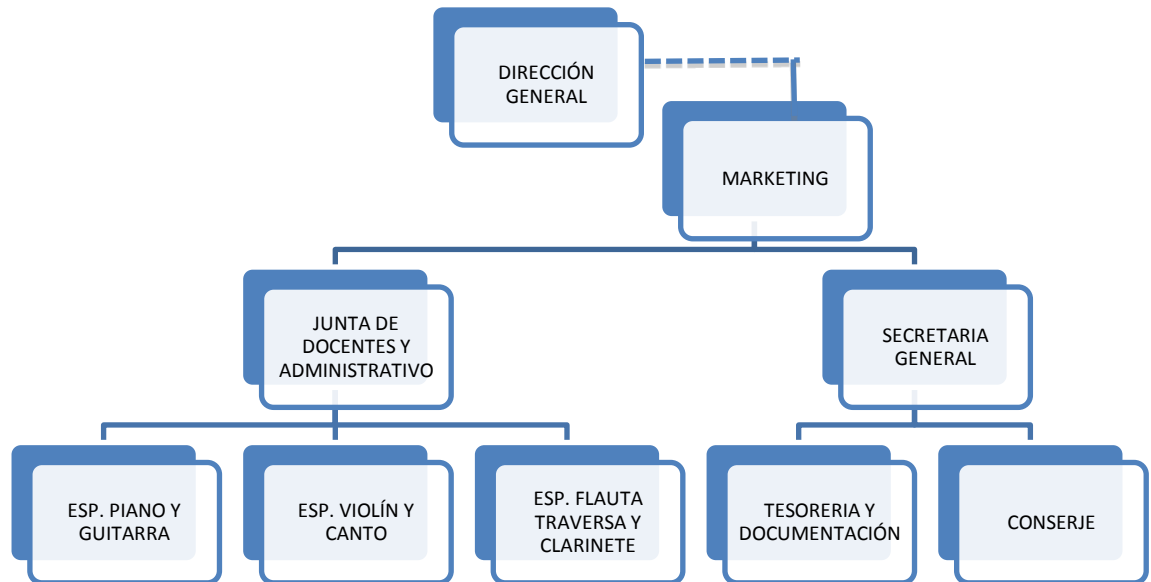 DIRECCIÓN
GENERAL
MARKETING
JUNTA DE
DOCENTES Y
ADMINISTRATIVO
SECRETARIA
GENERAL
ESP. PIANO Y
GUITARRA
ESP. VIOLÍN Y
CANTO
ESP. FLAUTA
TRAVERSA Y
CLARINETE
TESORERIA Y
DOCUMENTACIÓN
CONSERJE